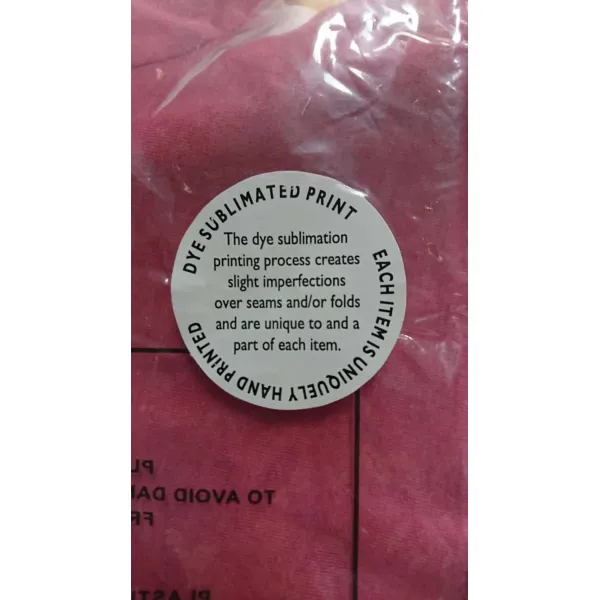 DYE SUBLIMATED PRINT
EACH ITEM IS UNIQUELY HAND PRINTED
The dye sublimation
printing process creates
slight imperfections
over seams and/or folds
and are unique to and a
part of each item.
TO AVOID